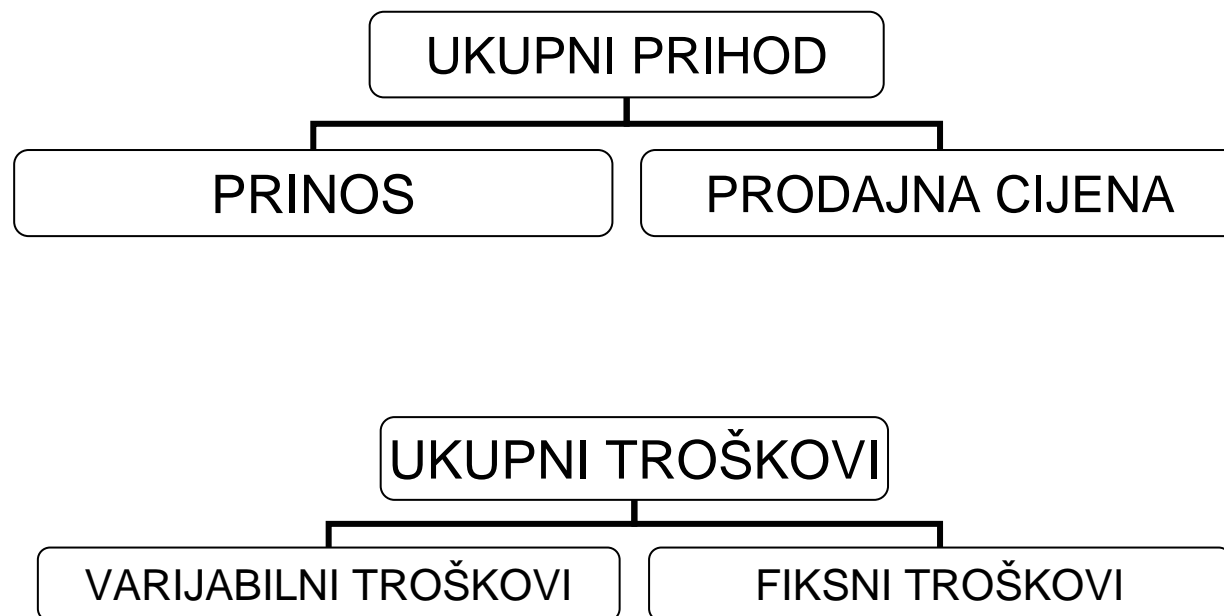 UKUPNI PRIHOD
PRINOS
PRODAJNA CIJENA
UKUPNI TROŠKOVI
VARIJABILNI TROŠKOVI
FIKSNI TROŠKOVI